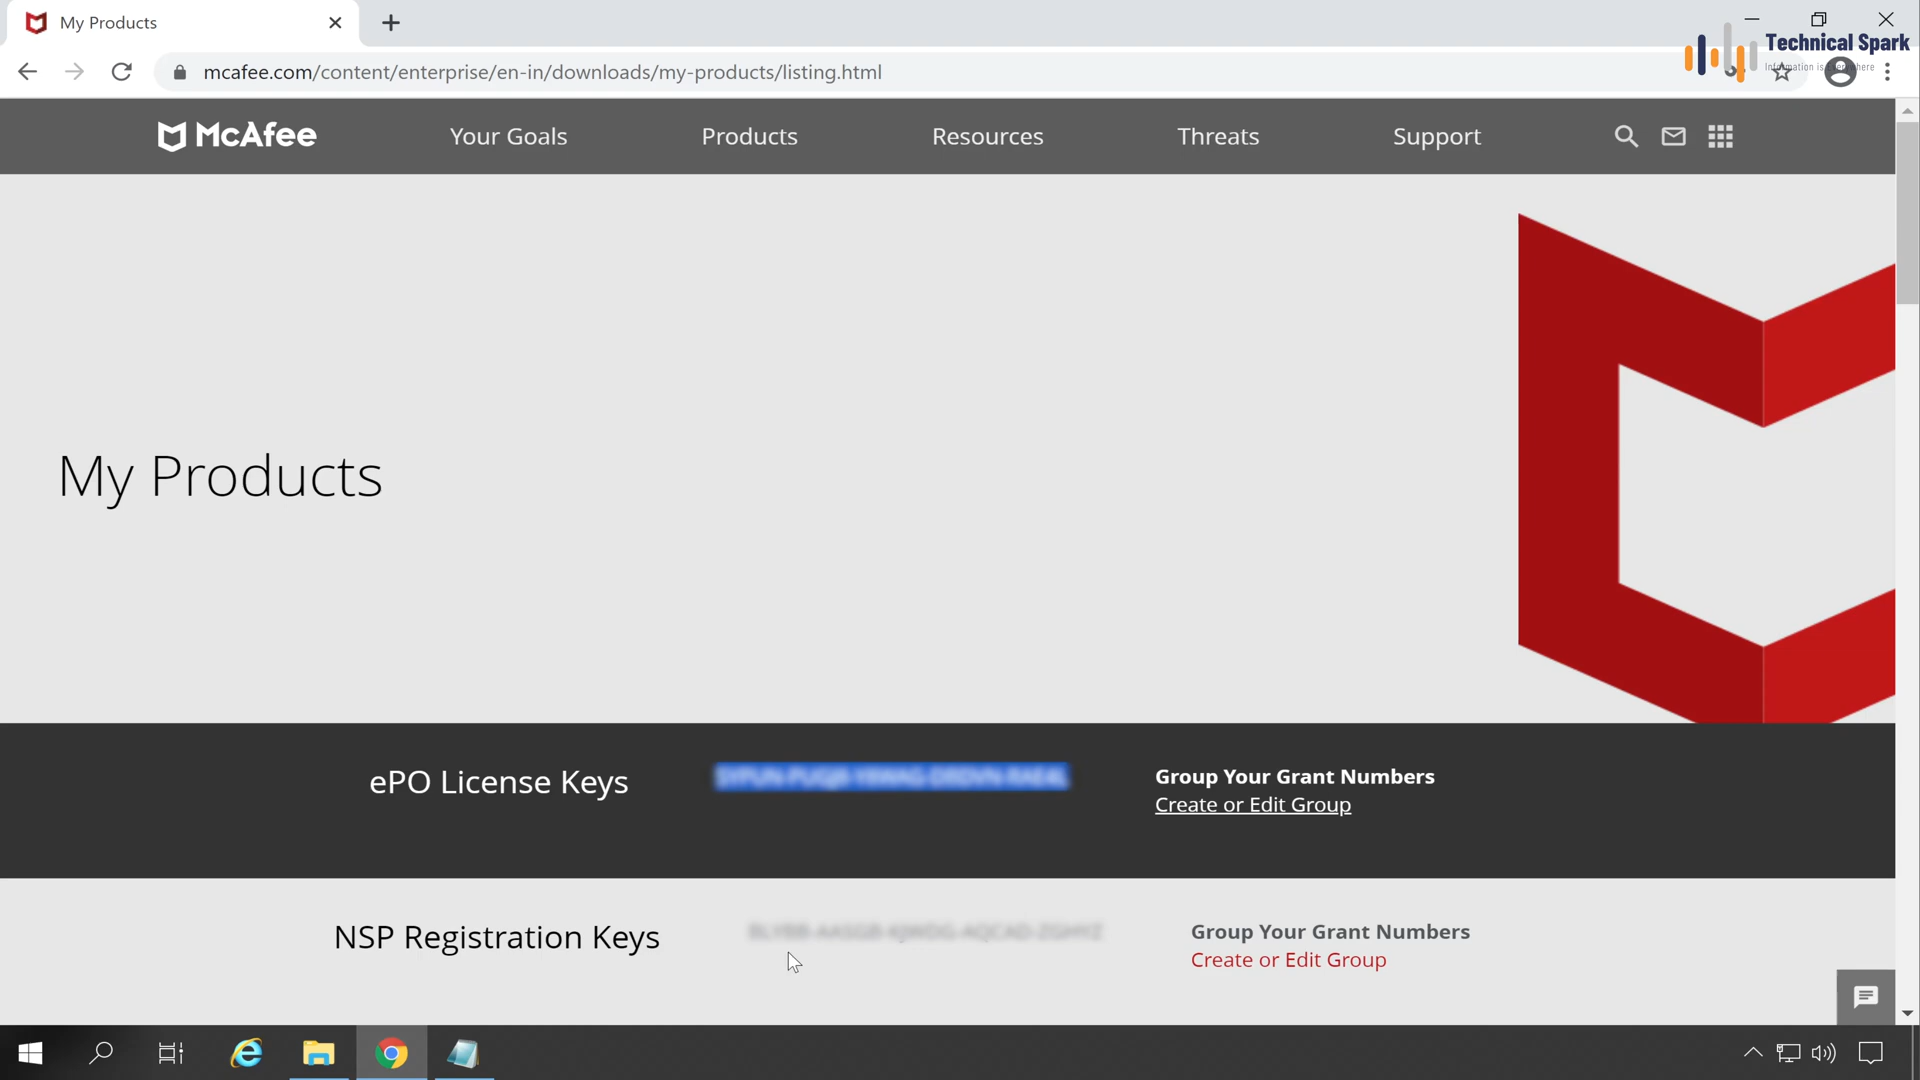 My Products
mcafee.com/content/enterprise/en-in/downloads/my-products/listing.html
Technical Spark
McAfee
Your Goals
Products
Resources
Threats
Support
My Products
ePO License Keys
Group Your Grant Numbers
Create or Edit Group
NSP Registration Keys
Group Your Grant Numbers
Create or Edit Group